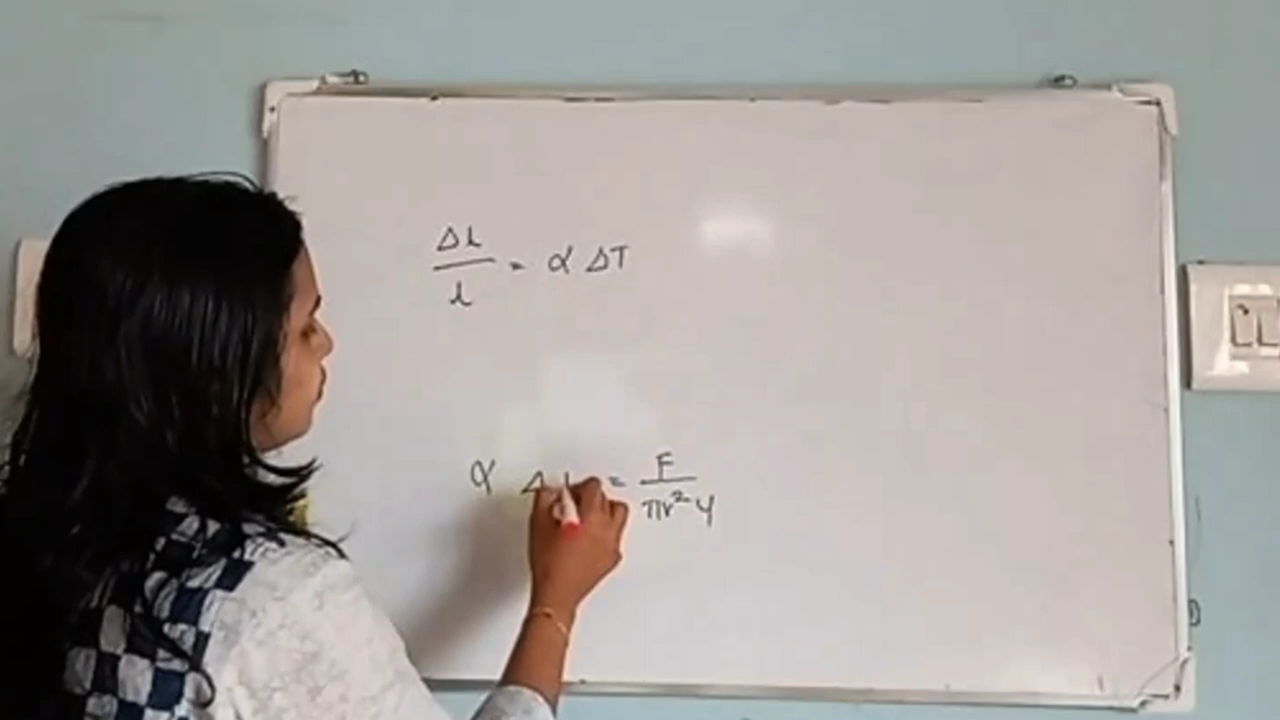 Δl/l = α ΔT
α Δ = F/πr²y